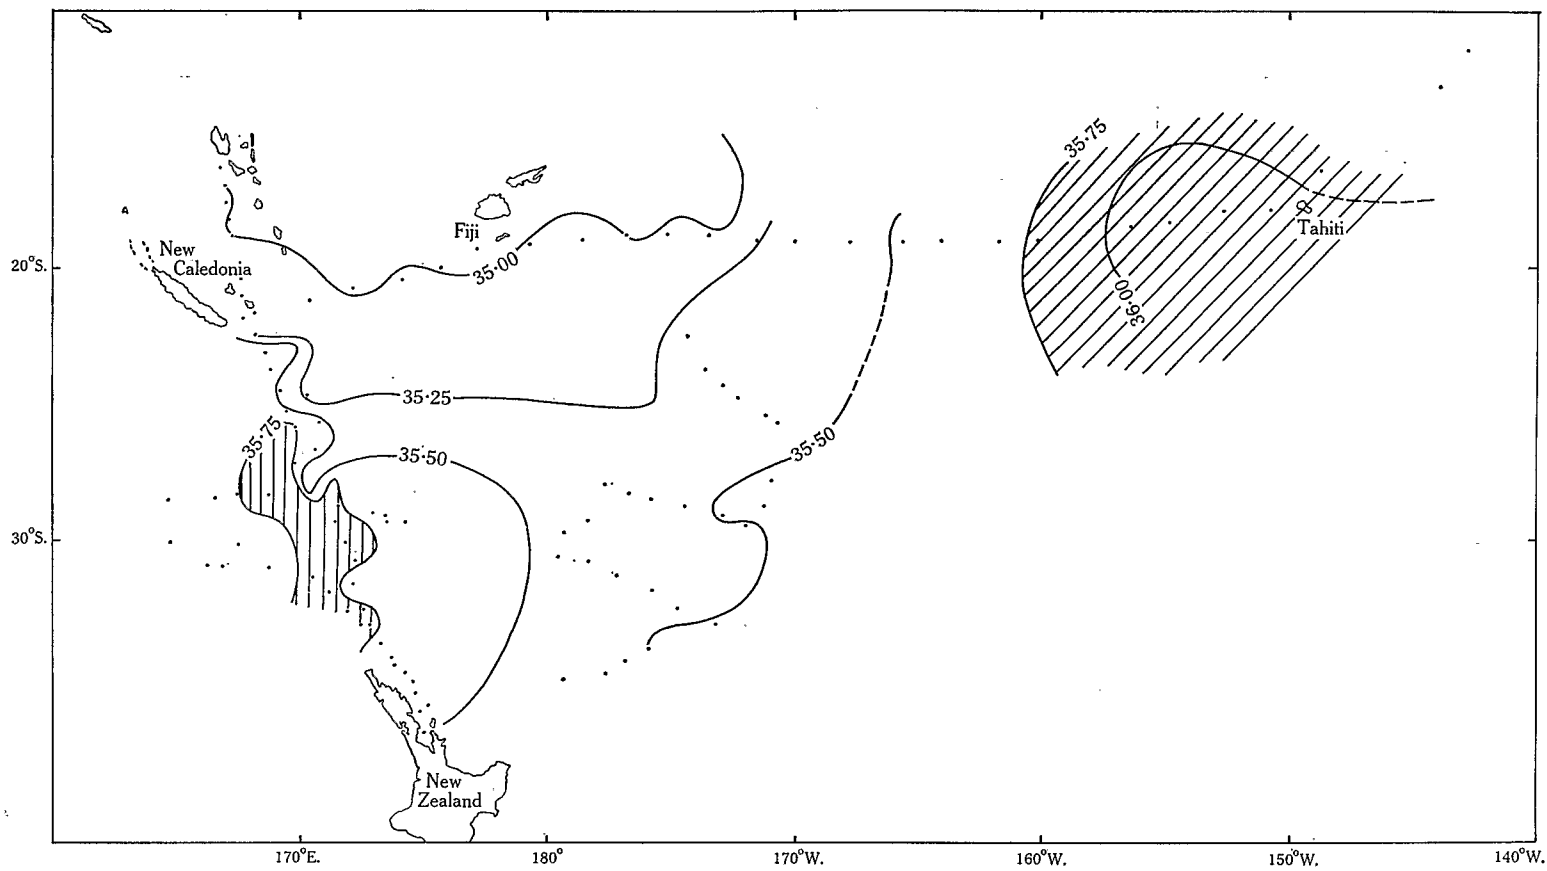 35·75
Fiji
Tahiti
New
Caledonia
20°S.
35·00
36·00
35·25
35·75
35·50
35·50
30°S.
New
Zealand
170°E.
180°
170°W.
160°W.
150°W.
140°W.